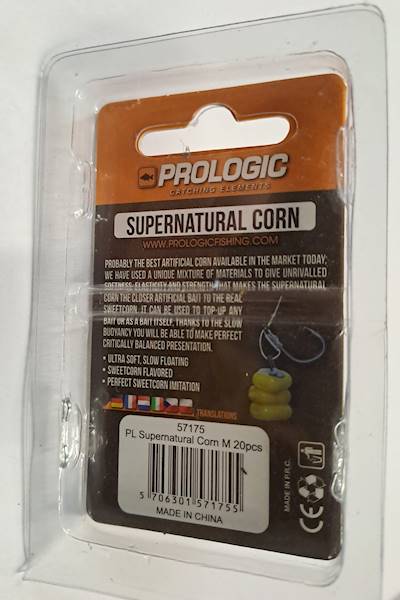 PROLOGIC
CATCHING ELEMENTS
SUPERNATURAL CORN
WWW.PROLOGICFISHING.COM
PROBABLY THE BEST ARTIFICIAL CORN AVAILABLE IN THE MARKET TODAY;
WE HAVE USED A UNIQUE MIXTURE OF MATERIALS TO GIVE UNRIVALLED
SOFTNESS, ELASTICITY AND STRENGTH. WHAT MAKES THE SUPERNATURAL
CORN THE CLOSER ARTIFICIAL BAIT TO THE REAL
SWEETCORN. IT CAN BE USED TO TOP-UP ANY
BAIT OR AS A BAIT ITSELF, THANKS TO THE SLOW
BUOYANCY YOU WILL BE ABLE TO MAKE PERFECT
CRITICALLY BALANCED PRESENTATION.
• ULTRA SOFT, SLOW FLOATING
• SWEETCORN FLAVORED
• PERFECT SWEETCORN IMITATION
TRANSLATIONS
57175
PL Supernatural Corn M 20pcs
5 706301 571755
MADE IN CHINA
MADE IN P.R.C.
CE